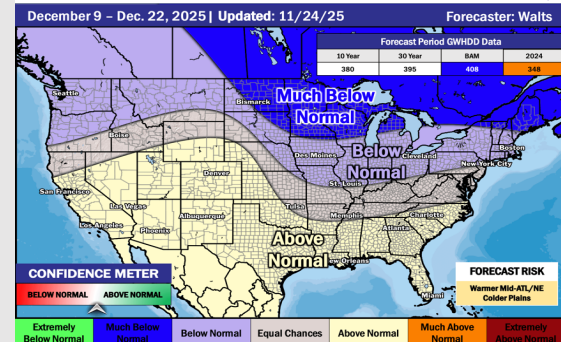 December 9 – Dec. 22, 2025 | Updated: 11/24/25 Forecaster: Walts
Forecast Period GWHDD Data
10 Year 30 Year BAM 2024
380 395 408 348
Seattle
Bismarck
Much Below
Normal
Boise
Boston
Below
Normal
Des Moines
Cleveland
New York City
Denver
St. Louis
San Francisco
Las Vegas
Tulsa
Memphis
Charlotte
Los Angeles
Albuquerque
Phoenix
Atlanta
Above
Normal
ew Orleans
Miami
CONFIDENCE METER
BELOW NORMAL ABOVE NORMAL
FORECAST RISK
Warmer Mid-ATL/NE
Colder Plains
Extremely
Below Normal
Much Below
Normal
Below Normal
Equal Chances
Above Normal
Much Above
Normal
Extremely
Above Normal